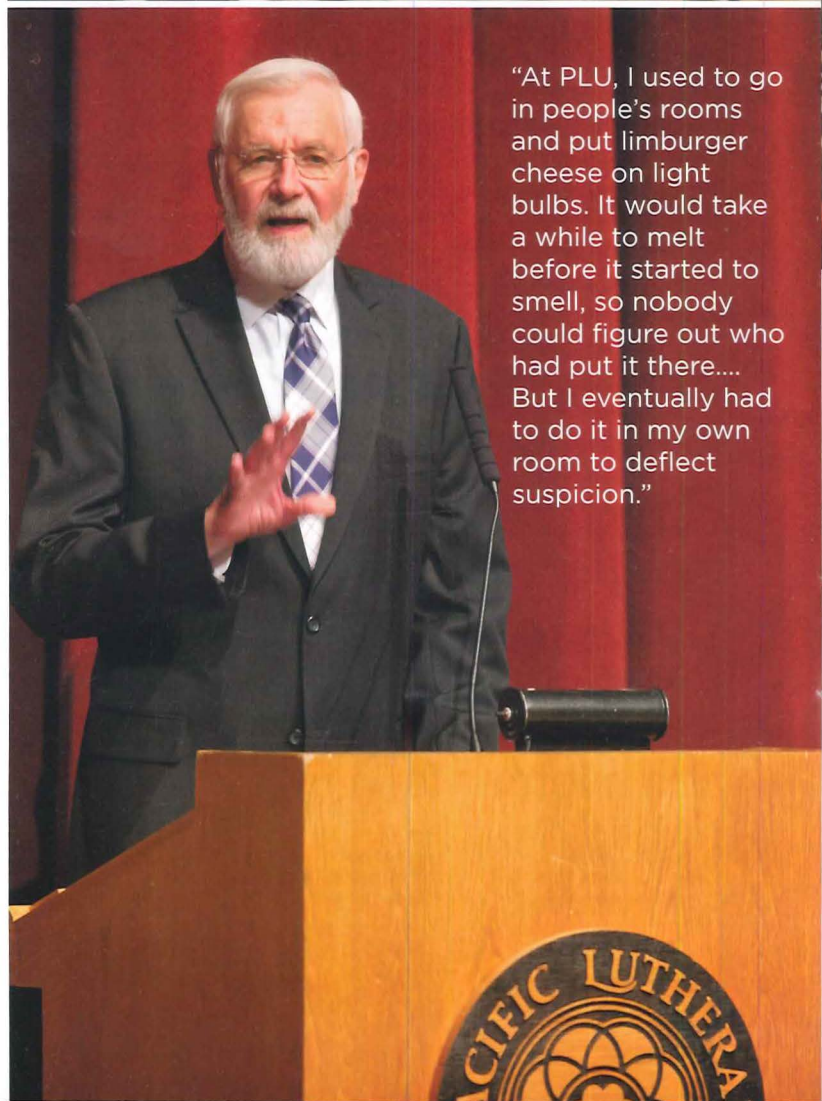 “At PLU, I used to go
in people’s rooms
and put limburger
cheese on light
bulbs. It would take
a while to melt
before it started to
smell, so nobody
could figure out who
had put it there....
But I eventually had
to do it in my own
room to deflect
suspicion.”
ACIFIC LUTHERA